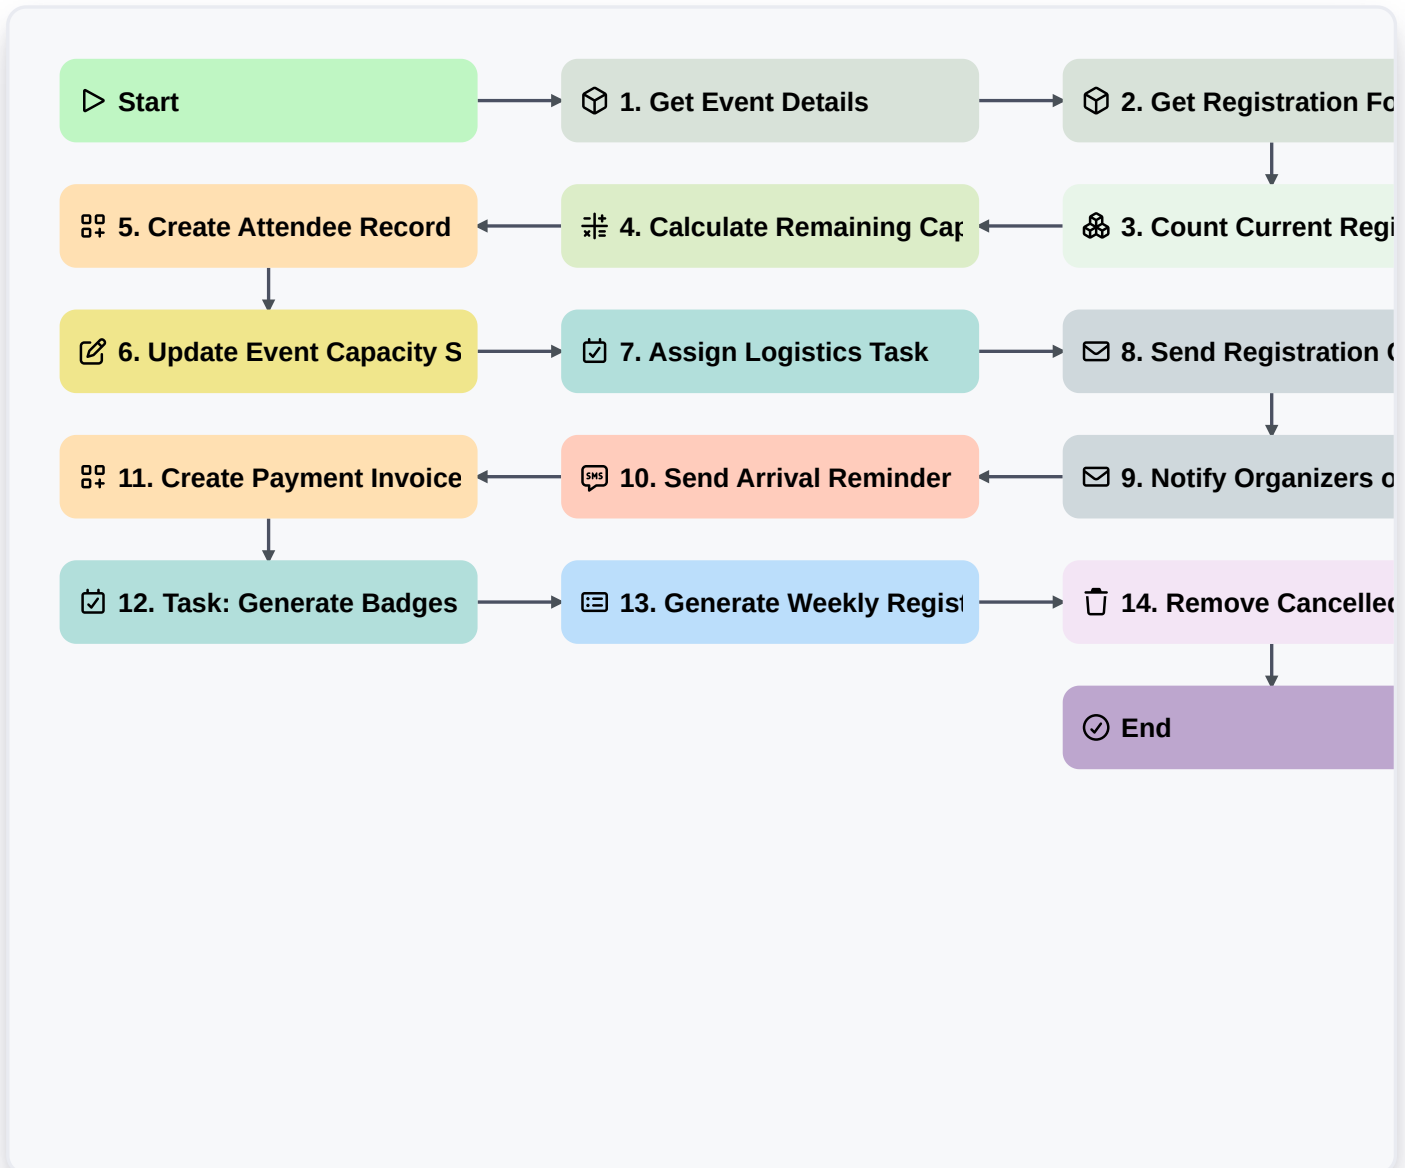 Start
1. Get Event Details
2. Get Registration
5. Create Attendee Record
4. Calculate Remaining
3. Count Current
6. Update Event Capacity
7. Assign Logistics Task
8. Send Registration
11. Create Payment Invoice
SMS
10. Send Arrival Reminder
9. Notify Organizers
12. Task: Generate Badges
13. Generate Weekly
14. Remove Cancelled
End